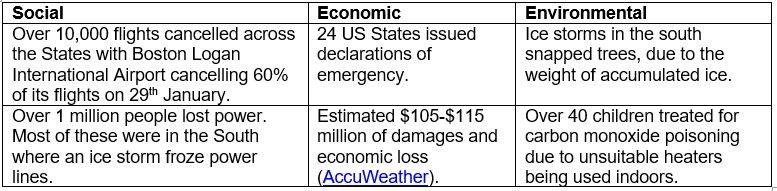 Social
Economic
Environmental
Over 10,000 flights cancelled across
the States with Boston Logan
International Airport cancelling 60%
of its flights on 29th January.
24 US States issued
declarations of
emergency.
Ice storms in the south
snapped trees, due to the
weight of accumulated ice.
Over 1 million people lost power.
Most of these were in the South
where an ice storm froze power
lines.
Estimated $105-$115
million of damages and
economic loss
(AccuWeather).
Over 40 children treated for
carbon monoxide poisoning
due to unsuitable heaters
being used indoors.